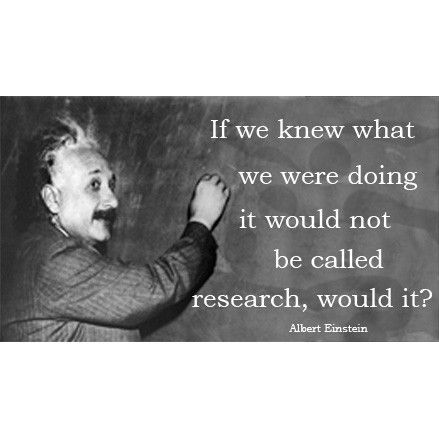 If we knew what
we were doing
it would not
be called
research, would it?
Albert Einstein